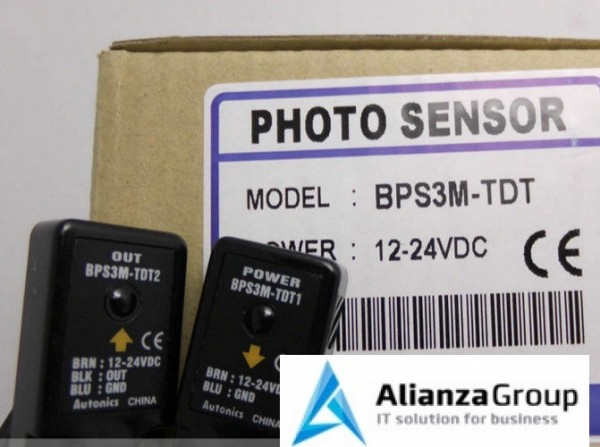 PHOTO SENSOR
MODEL : BPS3M-TDT
POWER : 12-24VDC CE
OUT
BPS3M-TDT2
CE
BRN : 12-24VDC
BLK : OUT
BLU : GND
Autonics CHINA
POWER
BPS3M-TDT1
CE
BRN : 12-24VD
BLU : GND
Autonics CHINA
AlianzaGroup
IT solution for business